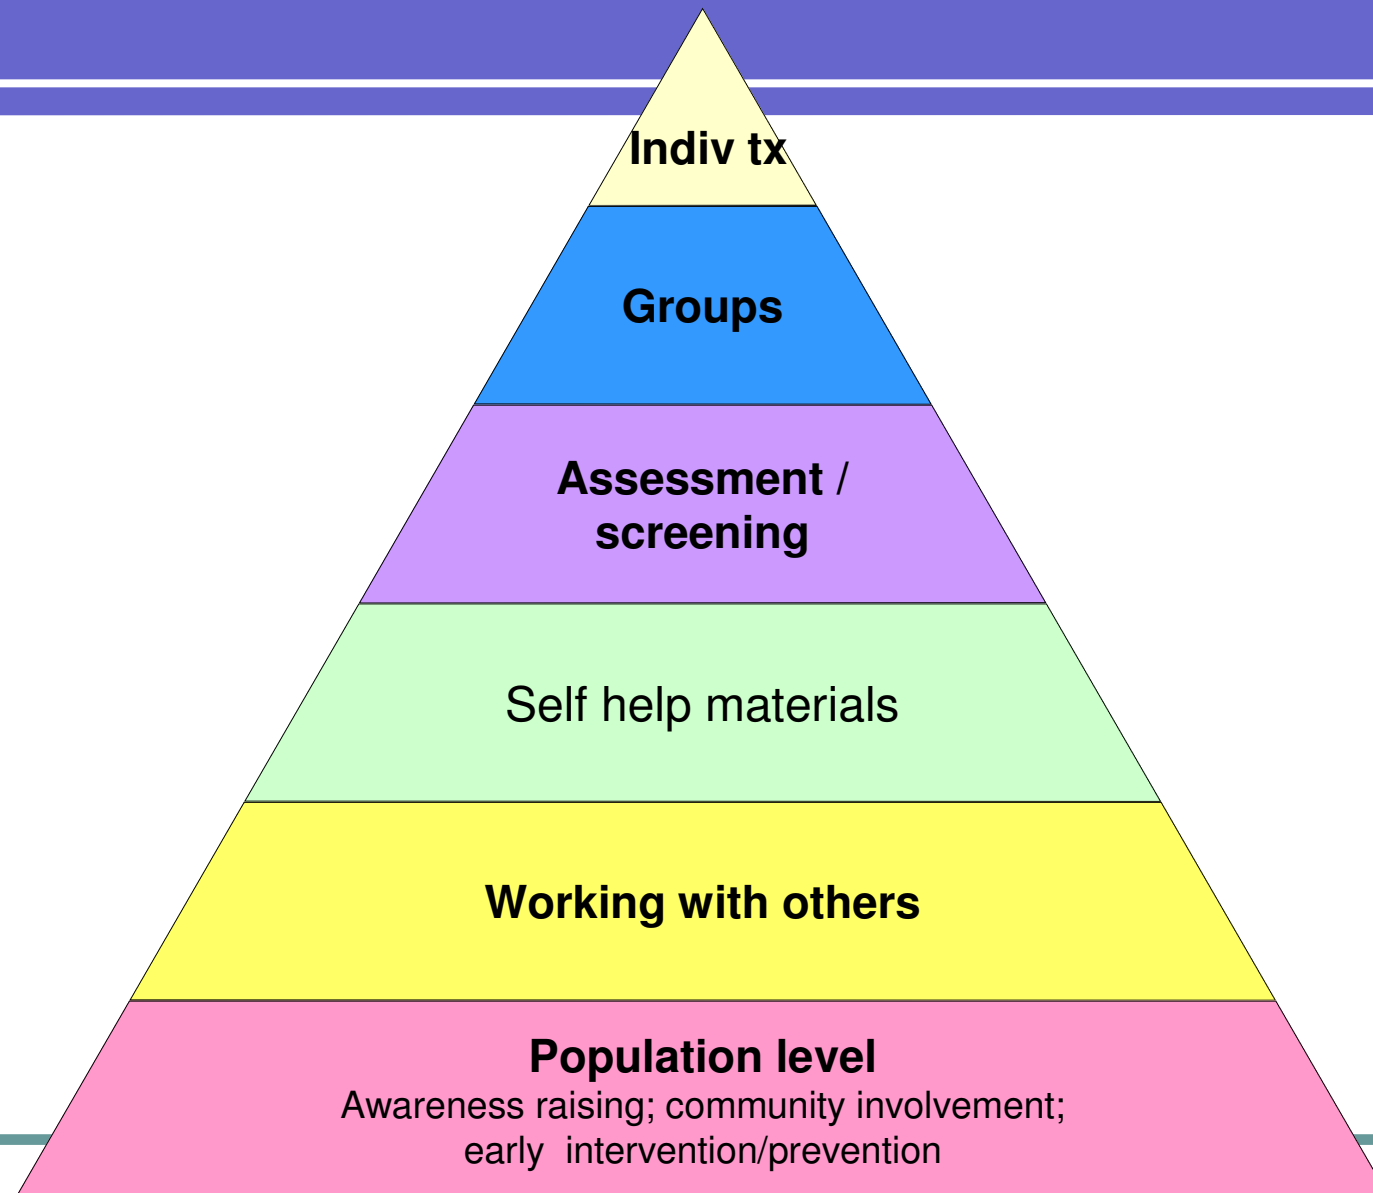 Indiv tx
Groups
Assessment /
screening
Self help materials
Working with others
Population level
Awareness raising; community involvement;
early  intervention/prevention